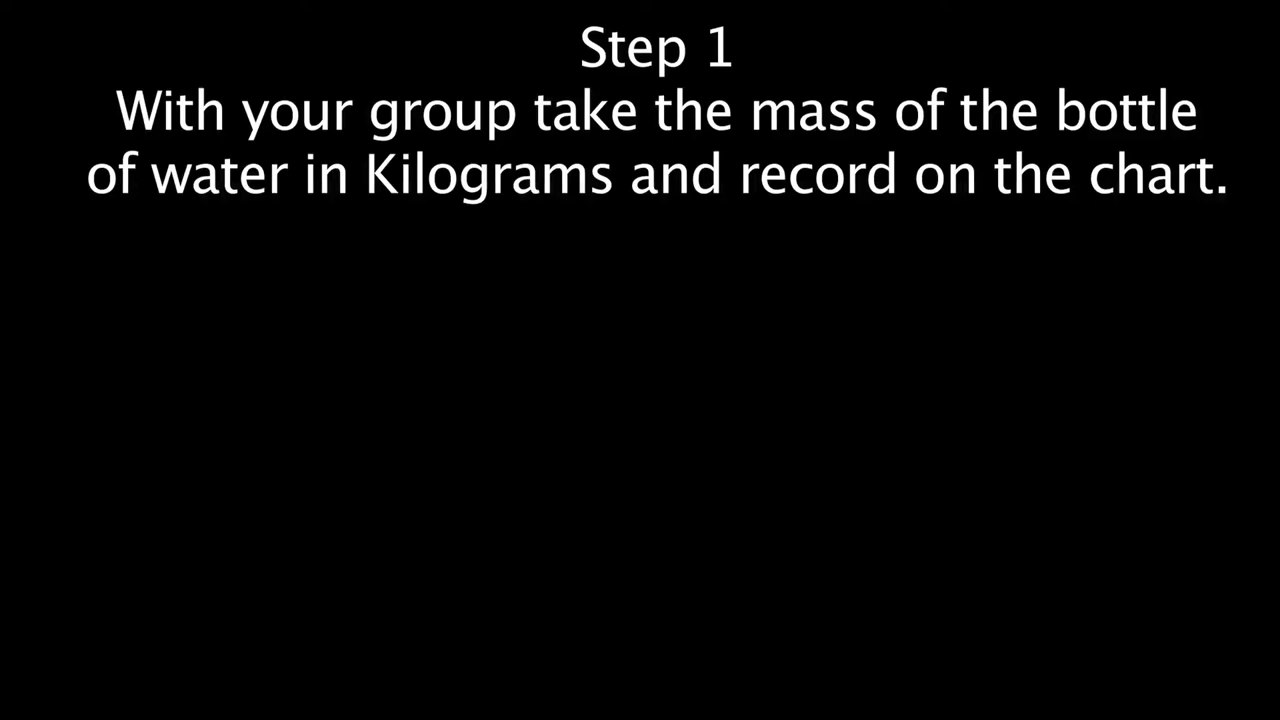 Step 1
With your group take the mass of the bottle
of water in Kilograms and record on the chart.